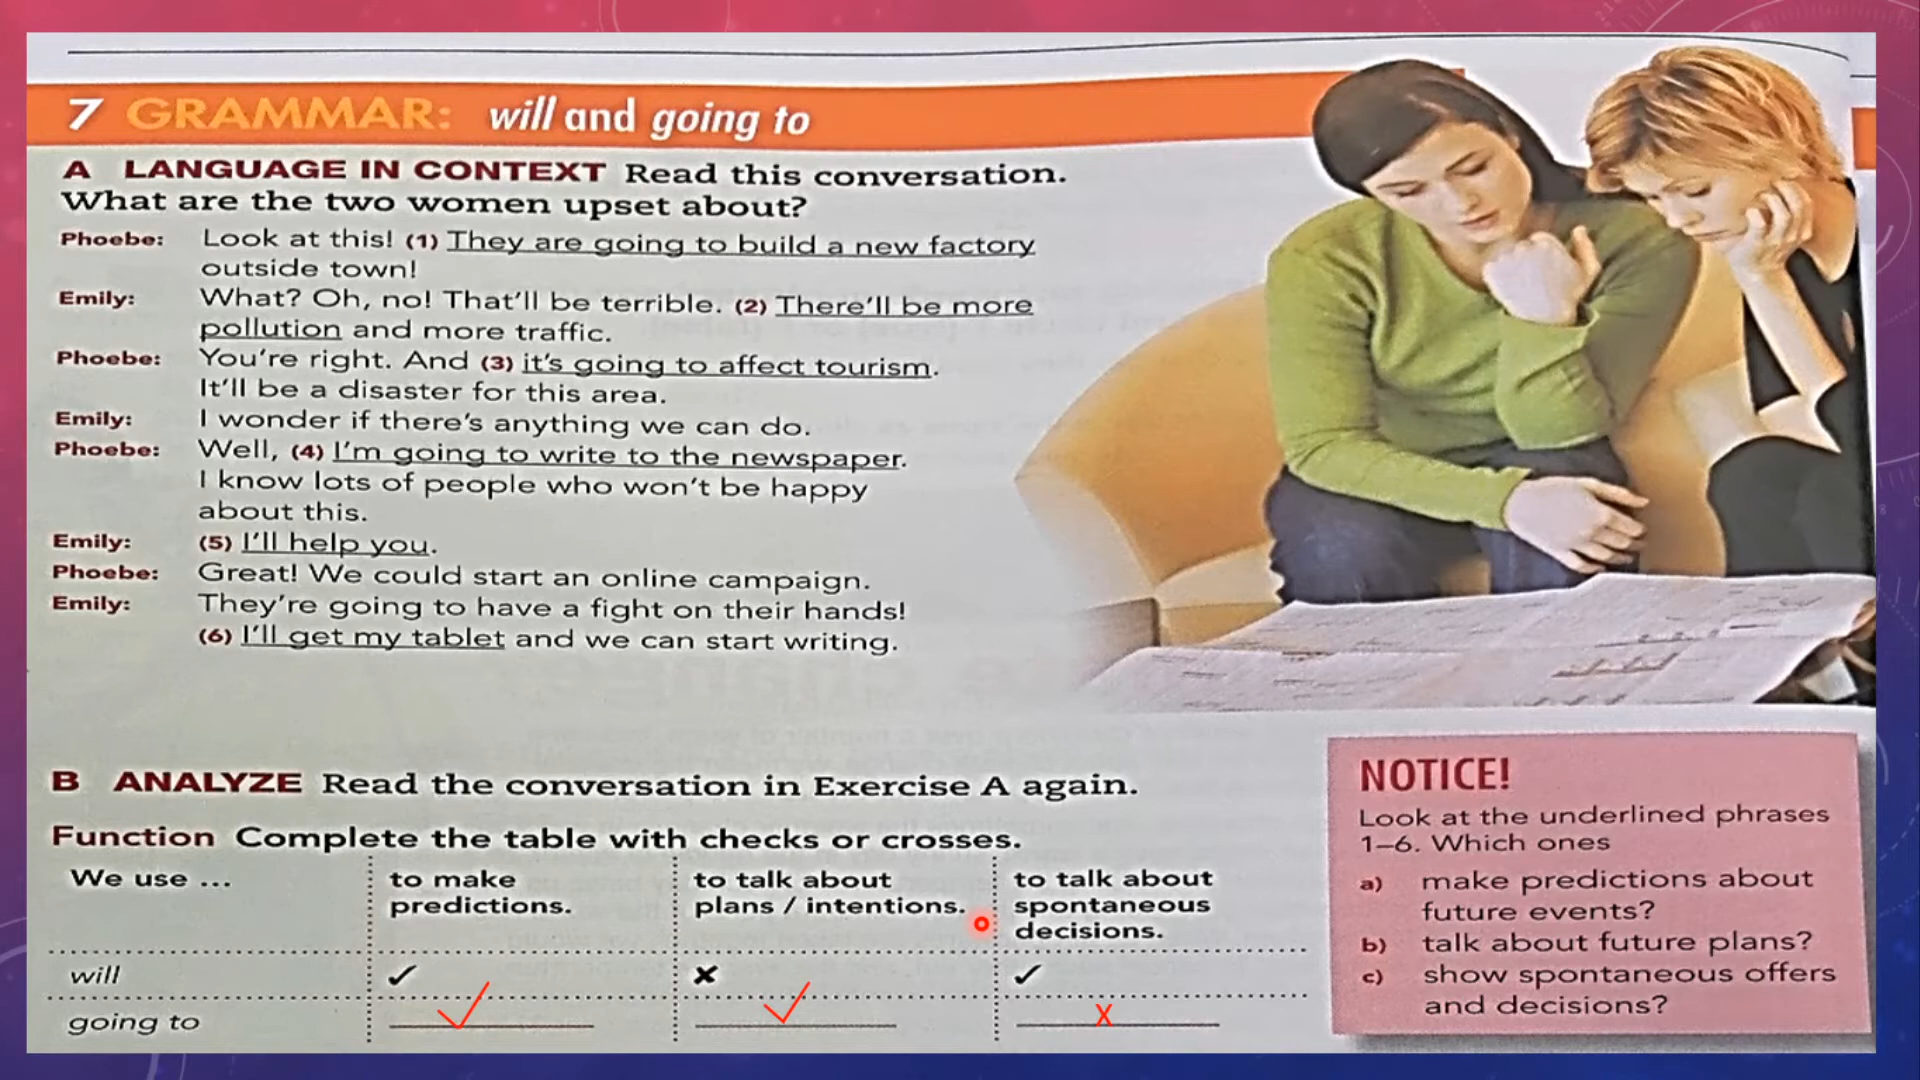 7 GRAMMAR: will and going to
A LANGUAGE IN CONTEXT Read this conversation.
What are the two women upset about?
Phoebe: Look at this! (1) They are going to build a new factory
outside town!
Emily: What? Oh, no! That'll be terrible. (2) There'll be more
pollution and more traffic.
Phoebe: You're right. And (3) it's going to affect tourism.
It'll be a disaster for this area.
Emily: I wonder if there's anything we can do.
Phoebe: Well, (4) I'm going to write to the newspaper.
I know lots of people who won't be happy
about this.
Emily: (5) I'll help you.
Phoebe: Great! We could start an online campaign.
Emily: They're going to have a fight on their hands!
(6) I'll get my tablet and we can start writing.
B ANALYZE Read the conversation in Exercise A again.
Function Complete the table with checks or crosses.
We use ... to make to talk about to talk about
predictions. plans / intentions. spontaneous
decisions.
will ✓ ✗ ✓
going to ✓ ✓ X
NOTICE!
Look at the underlined phrases
1–6. Which ones
a) make predictions about
future events?
b) talk about future plans?
c) show spontaneous offers
and decisions?